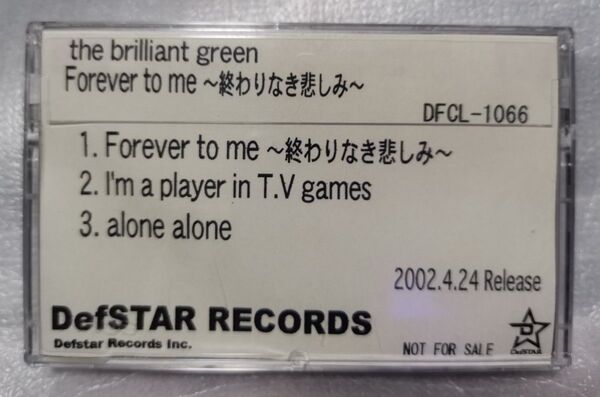 the brilliant green
Forever to me ～終わりなき悲しみ～
DFCL-1066
1. Forever to me ～終わりなき悲しみ～
2. I'm a player in T.V games
3. alone alone
2002.4.24 Release
DefSTAR RECORDS
Defstar Records Inc.
NOT FOR SALE
D
DefSTAR